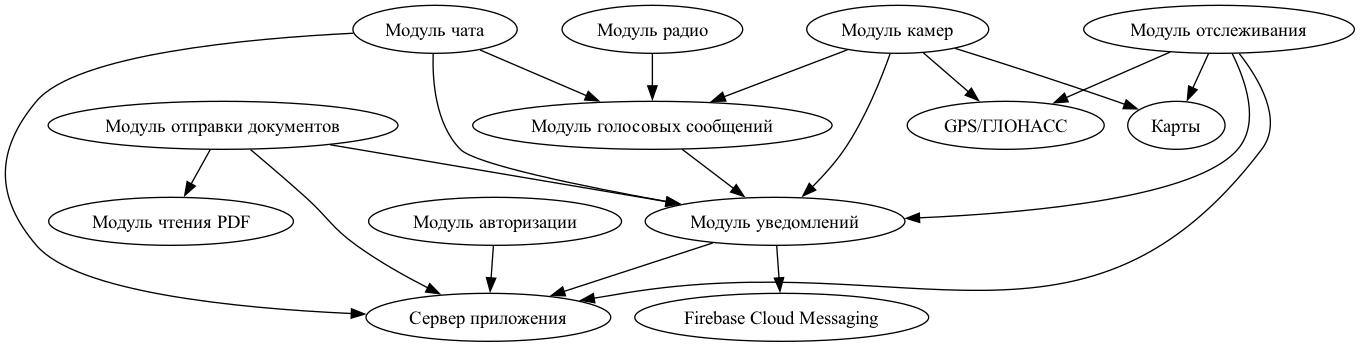 Модуль чата
Модуль радио
Модуль камер
Модуль отслеживания
Модуль отправки документов
Модуль голосовых сообщений
GPS/ГЛОНАСС
Карты
Модуль чтения PDF
Модуль авторизации
Модуль уведомлений
Сервер приложения
Firebase Cloud Messaging